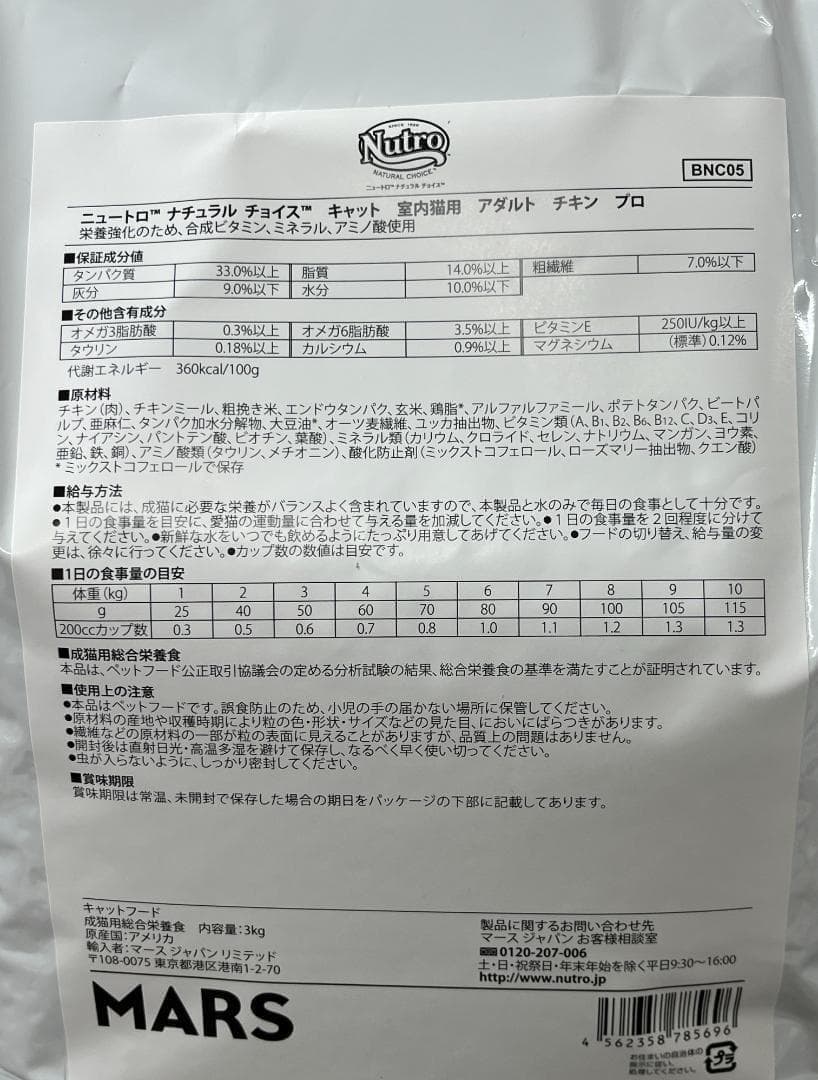 SINCE 1926
Nutro
NATURAL CHOICE™
ニュートロ™ ナチュラル チョイス™
BNC05
ニュートロ™ ナチュラル チョイス™ キャット 室内猫用 アダルト チキン プロ
栄養強化のため、合成ビタミン、ミネラル、アミノ酸使用
■保証成分値
タンパク質 33.0%以上 脂質 14.0%以上 粗繊維 7.0%以下
灰分 9.0%以下 水分 10.0%以下
■その他含有成分
オメガ3脂肪酸 0.3%以上 オメガ6脂肪酸 3.5%以上 ビタミンE 250IU/kg以上
タウリン 0.18%以上 カルシウム 0.9%以上 マグネシウム (標準)0.12%
代謝エネルギー 360kcal/100g
■原材料
チキン(肉)、チキンミール、粗挽き米、エンドウタンパク、玄米、鶏脂*、アルファルファミール、ポテトタンパク、ビートパ
ルプ、亜麻仁、タンパク加水分解物、大豆油*、オーツ麦繊維、ユッカ抽出物、ビタミン類(A、B1、B2、B6、B12、C、D3、E、コリ
ン、ナイアシン、パントテン酸、ビオチン、葉酸)、ミネラル類(カリウム、クロライド、セレン、ナトリウム、マンガン、ヨウ素、
亜鉛、鉄、銅)、アミノ酸類(タウリン、メチオニン)、酸化防止剤(ミックストコフェロール、ローズマリー抽出物、クエン酸)
* ミックストコフェロールで保存
■給与方法
●本製品には、成猫に必要な栄養がバランスよく含まれていますので、本製品と水のみで毎日の食事として十分です。
●1日の食事量を目安に、愛猫の運動量に合わせて与える量を加減してください。●1日の食事量を2回程度に分けて
与えてください。●新鮮な水をいつでも飲めるようにたっぷり用意してあげてください。●フードの切り替え、給与量の変
更は、徐々に行ってください。●カップ数の数値は目安です。
■1日の食事量の目安
体重(kg) 1 2 3 4 5 6 7 8 9 10
g 25 40 50 60 70 80 90 100 105 115
200ccカップ数 0.3 0.5 0.6 0.7 0.8 1.0 1.1 1.2 1.3 1.3
■成猫用総合栄養食
本品は、ペットフード公正取引協議会の定める分析試験の結果、総合栄養食の基準を満たすことが証明されています。
■使用上の注意
●本品はペットフードです。誤食防止のため、小児の手の届かない場所に保管してください。
●原材料の産地や収穫時期により粒の色・形状・サイズなどの見た目、においにばらつきがあります。
●繊維などの原材料の一部が粒の表面に見えることがありますが、品質上の問題はありません。
●開封後は直射日光・高温多湿を避けて保存し、なるべく早く使い切ってください。
●虫が入らないように、しっかり密封してください。
■賞味期限
賞味期限は常温、未開封で保存した場合の期日をパッケージの下部に記載してあります。
キャットフード
成猫用総合栄養食 内容量:3kg
原産国:アメリカ
輸入者:マース ジャパン リミテッド
〒108-0075 東京都港区港南1-2-70
製品に関するお問い合わせ先
マース ジャパン お客様相談室
0120-207-006
土・日・祝祭日・年末年始を除く平日9:30〜16:00
http://www.nutro.jp
MARS
4 562358 785696
お住まいの自治体の
指示に従い、
処理してください。
プラ